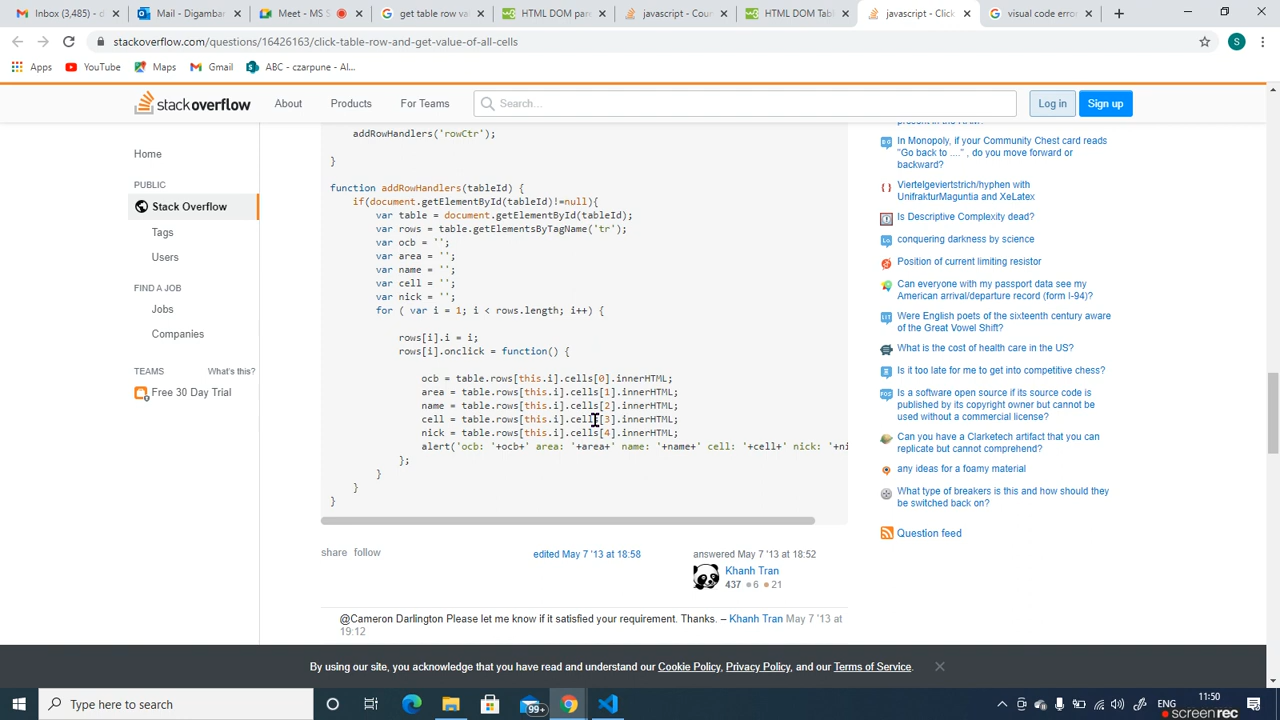 Inbox (3,485) - d
Mail - Digambar
Meet - MS S
get table row va
HTML DOM par
javascript - Cour
HTML DOM Tab
javascript - Click
visual code erro
stackoverflow.com/questions/16426163/click-table-row-and-get-value-of-all-cells
S
Apps
YouTube
Maps
Gmail
ABC - czarpune - Al...
stackoverflow
About
Products
For Teams
Search...
Log in
Sign up
Home
PUBLIC
Stack Overflow
Tags
Users
FIND A JOB
Jobs
Companies
TEAMS
What's this?
Free 30 Day Trial
addRowHandlers('rowCtr');
}
function addRowHandlers(tableId) {
if(document.getElementById(tableId)!=null){
var table = document.getElementById(tableId);
var rows = table.getElementsByTagName('tr');
var ocb = '';
var area = '';
var name = '';
var cell = '';
var nick = '';
for ( var i = 1; i < rows.length; i++) {
rows[i].i = i;
rows[i].onclick = function() {
ocb = table.rows[this.i].cells[0].innerHTML;
area = table.rows[this.i].cells[1].innerHTML;
name = table.rows[this.i].cells[2].innerHTML;
cell = table.rows[this.i].cells[3].innerHTML;
nick = table.rows[this.i].cells[4].innerHTML;
alert('ocb: '+ocb+' area: '+area+' name: '+name+' cell: '+cell+' nick: '+ni
};
}
}
}
share follow
edited May 7 '13 at 18:58
answered May 7 '13 at 18:52
Khanh Tran
437 6 21
@Cameron Darlington Please let me know if it satisfied your requirement. Thanks. – Khanh Tran May 7 '13 at
19:12
In Monopoly, if your Community Chest card reads
"Go back to ...." , do you move forward or
backward?
Viertelgeviertstrich/hyphen with
UnifrakturMaguntia and XeLatex
Is Descriptive Complexity dead?
conquering darkness by science
Position of current limiting resistor
Can everyone with my passport data see my
American arrival/departure record (form I-94)?
Were English poets of the sixteenth century aware
of the Great Vowel Shift?
What is the cost of health care in the US?
Is it too late for me to get into competitive chess?
Is a software open source if its source code is
published by its copyright owner but cannot be
used without a commercial license?
Can you have a Clarketech artifact that you can
replicate but cannot comprehend?
any ideas for a foamy material
What type of breakers is this and how should they
be switched back on?
Question feed
By using our site, you acknowledge that you have read and understand our Cookie Policy, Privacy Policy, and our Terms of Service.
Type here to search
99+
ENG
11:50
screenrec